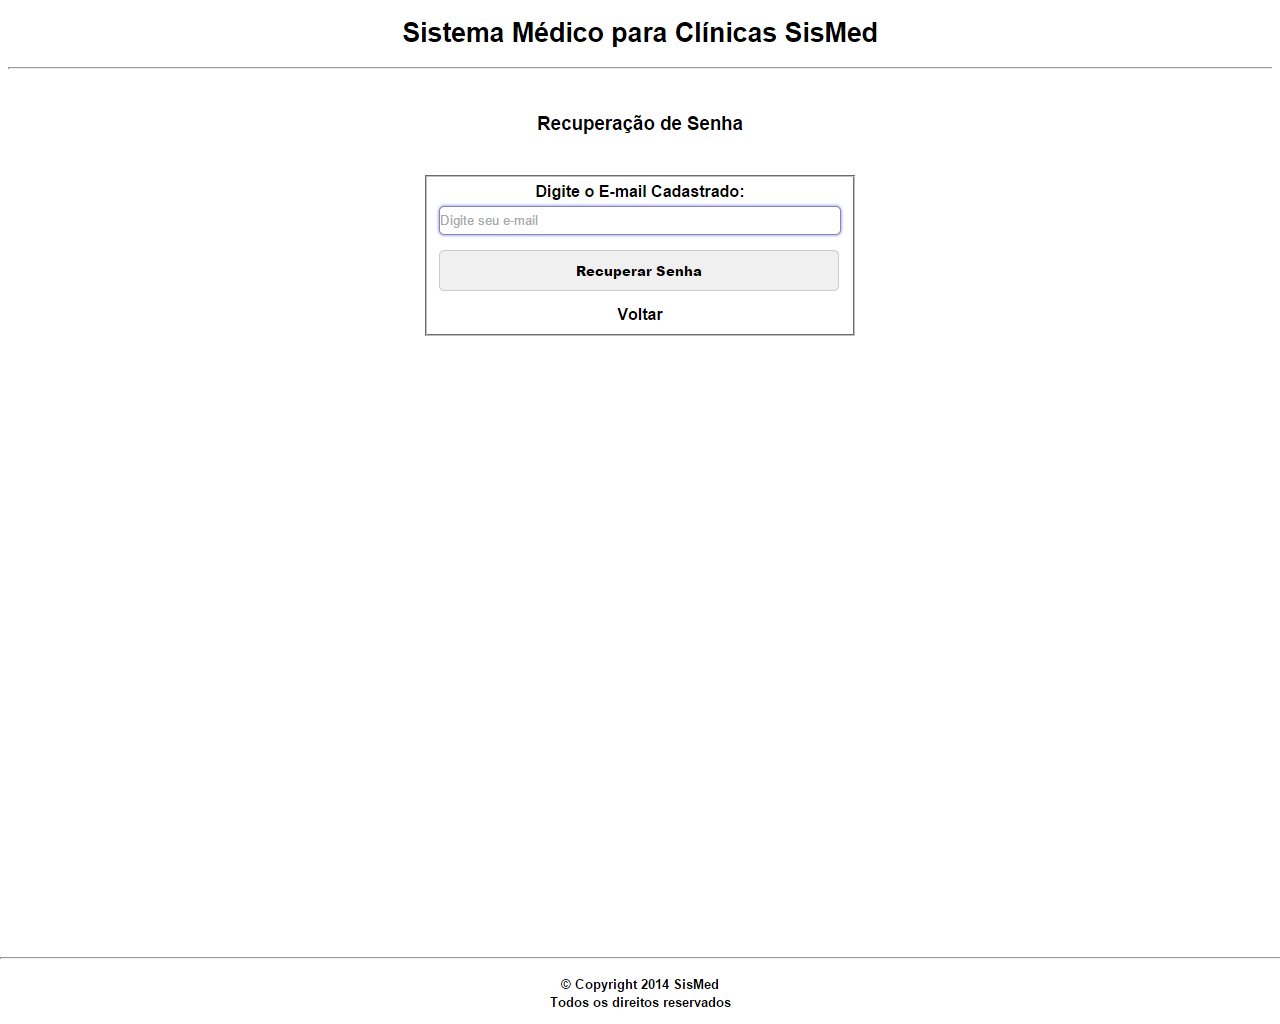 Sistema Médico para Clínicas SisMed
Recuperação de Senha
Digite o E-mail Cadastrado:
Digite seu e-mail
Recuperar Senha
Voltar
© Copyright 2014 SisMed
Todos os direitos reservados